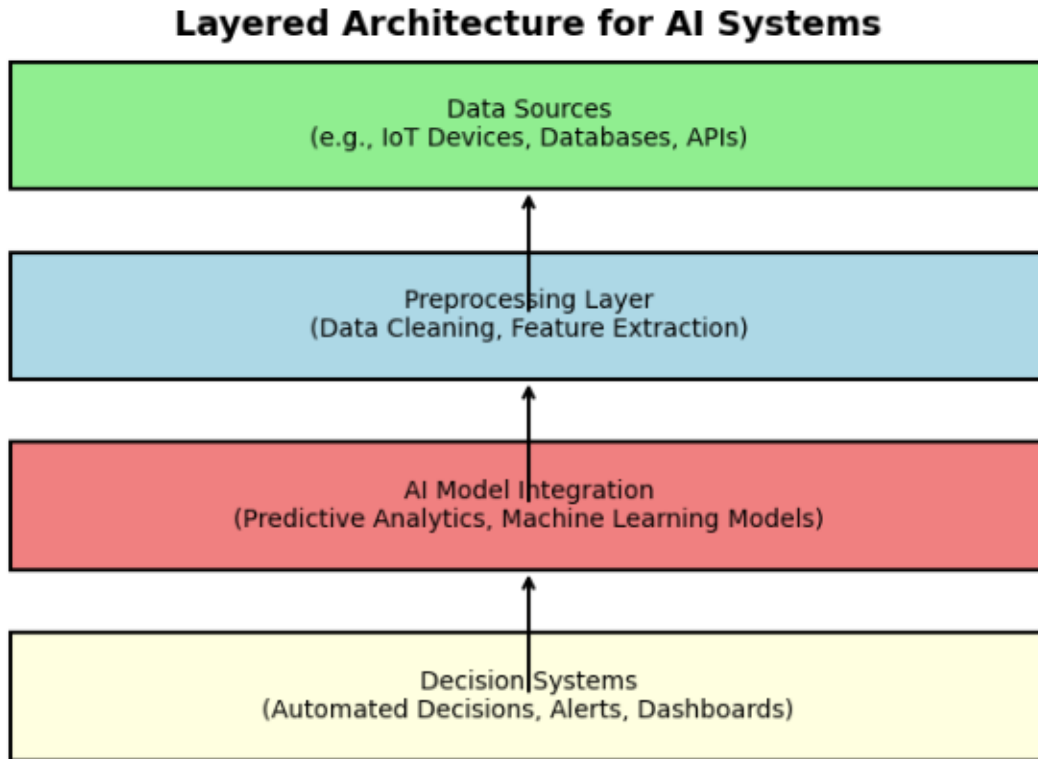 Layered Architecture for AI Systems
Data Sources
(e.g., IoT Devices, Databases, APIs)
Preprocessing Layer
(Data Cleaning, Feature Extraction)
AI Model Integration
(Predictive Analytics, Machine Learning Models)
Decision Systems
(Automated Decisions, Alerts, Dashboards)